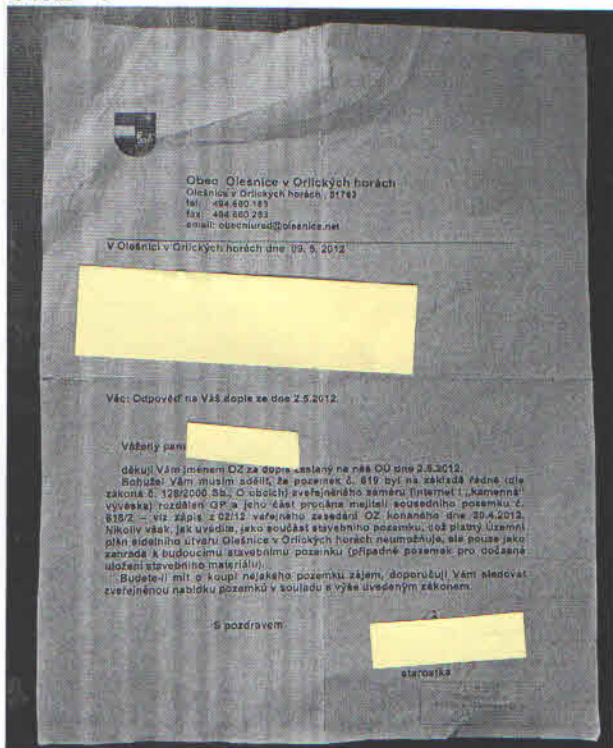 Obec Olešnice v Orlických horách
Olešnice v Orlických horách, 51783
tel: 494 660 183
fax: 494 660 283
email: obecniurad@olesnice.net
V Olešnici v Orlických horách dne 09. 5. 2012
Věc: Odpověď na Váš dopis ze dne 2.5.2012.
Vážený pane
děkuji Vám jménem OZ za dopis zaslaný na náš OÚ dne 2.5.2012.
Bohužel Vám musím sdělit, že pozemek č. 619 byl na základě řádně (dle
zákona č. 128/2000 Sb., O obcích) zveřejněného záměru (internet i „kamenná“
vývěska) rozdělen GP a jeho část prodána majiteli sousedního pozemku č.
618/2 – viz zápis z 02/12 veřejného zasedání OZ konaného dne 30.4.2012.
Nikoliv však, jak uvedíte, jako součást stavebního pozemku, což platný Územní
plán sídelního útvaru Olešnice v Orlických horách neumožňuje, ale pouze jako
zahrada k budoucímu stavebnímu pozemku (případně pozemek pro dočasné
uložení stavebního materiálu).
Budete-li mít o koupi nějakého pozemku zájem, doporučuji Vám sledovat
zveřejněnou nabídku pozemků v souladu s výše uvedeným zákonem.
S pozdravem
starostka